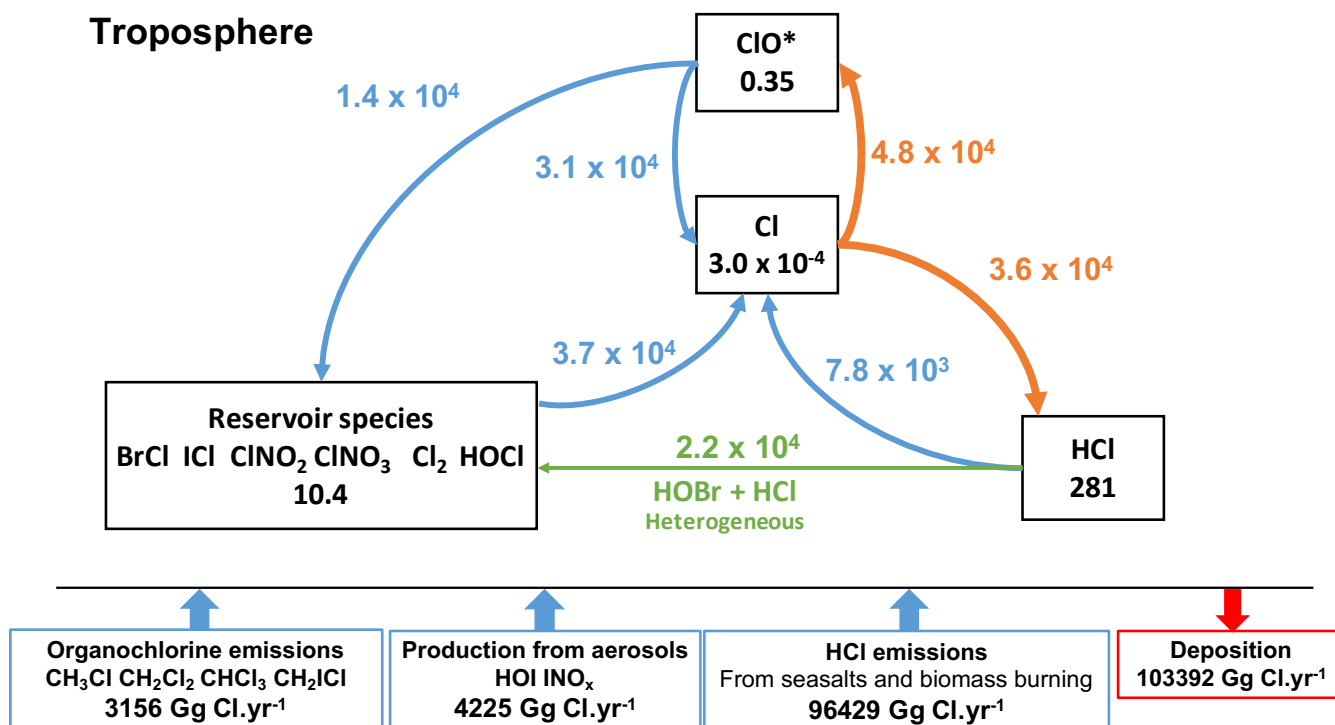 Troposphere
ClO*
0.35
1.4 x 10⁴
3.1 x 10⁴
4.8 x 10⁴
Cl
3.0 x 10⁻⁴
3.6 x 10⁴
3.7 x 10⁴
7.8 x 10³
Reservoir species
BrCl ICl ClNO₂ ClNO₃ Cl₂ HOCl
10.4
2.2 x 10⁴
HOBr + HCl
Heterogeneous
HCl
281
Organochlorine emissions
CH₃Cl CH₂Cl₂ CHCl₃ CH₂ICl
3156 Gg Cl.yr⁻¹
Production from aerosols
HOI INOₓ
4225 Gg Cl.yr⁻¹
HCl emissions
From seasalts and biomass burning
96429 Gg Cl.yr⁻¹
Deposition
103392 Gg Cl.yr⁻¹